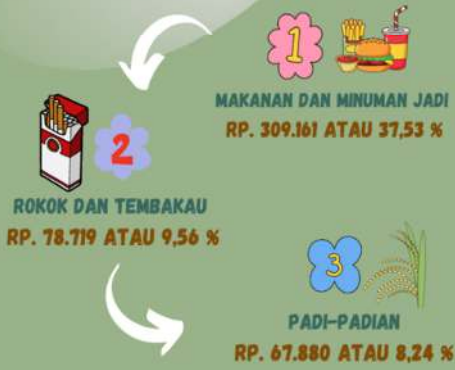 1
MAKANAN DAN MINUMAN JADI
RP. 309.161 ATAU 37,53 %
2
ROKOK DAN TEMBAKAU
RP. 78.719 ATAU 9,56 %
3
PADI-PADIAN
RP. 67.880 ATAU 8,24 %